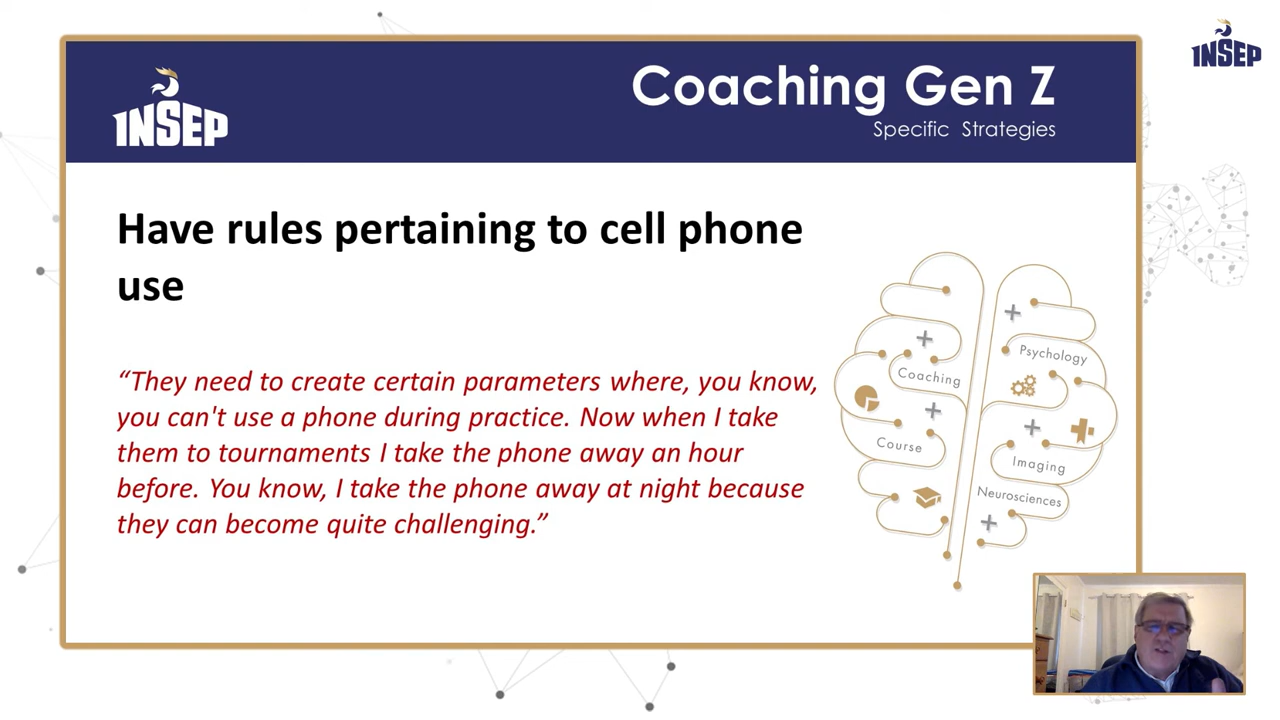 INSEP
Coaching Gen Z
Specific Strategies
INSEP
Have rules pertaining to cell phone
use
“They need to create certain parameters where, you know,
you can't use a phone during practice. Now when I take
them to tournaments I take the phone away an hour
before. You know, I take the phone away at night because
they can become quite challenging.”
Psychology
Coaching
Course
Imaging
Neurosciences